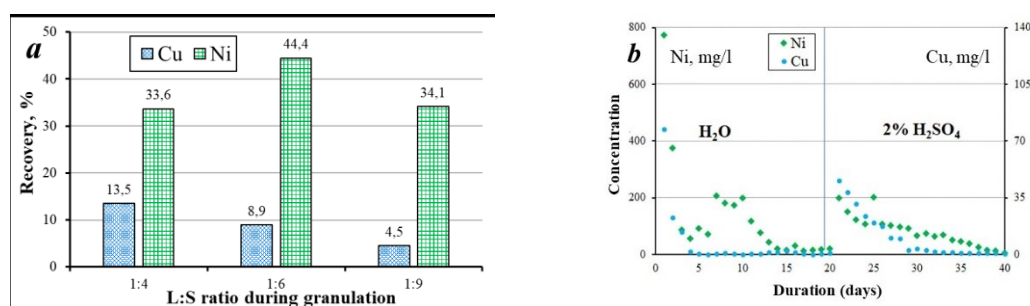 a
Cu
Ni
50
40
30
20
10
0
Recovery, %
13,5
33,6
8,9
44,4
4,5
34,1
1:4
1:6
1:9
L:S ratio during granulation
b
Ni, mg/l
Ni
Cu
Cu, mg/l
800
600
400
200
0
Concentration
140
105
70
35
0
H2O
2% H2SO4
0
5
10
15
20
25
30
35
40
Duration (days)